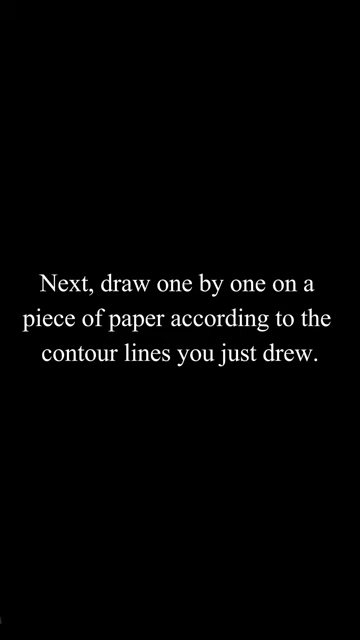 Next, draw one by one on a
piece of paper according to the
contour lines you just drew.